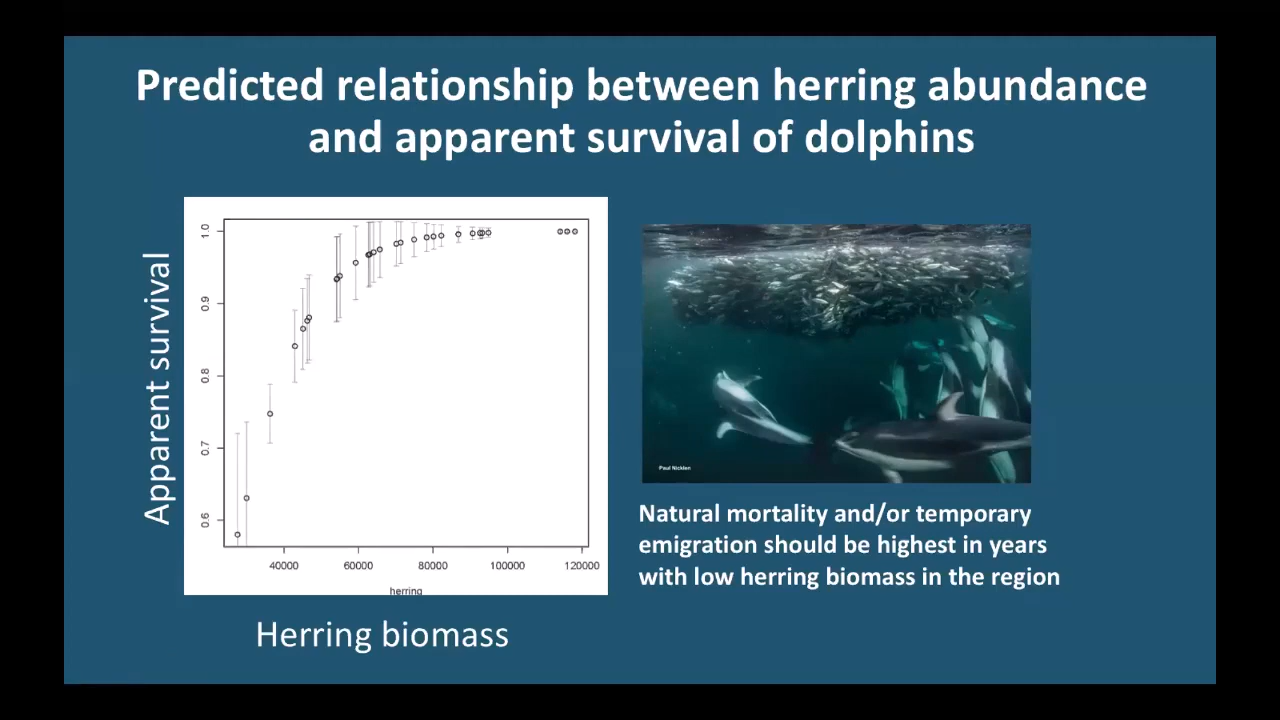 Predicted relationship between herring abundance
and apparent survival of dolphins
Apparent survival
1.0
0.9
0.8
0.7
0.6
40000 60000 80000 100000 120000
herring
Herring biomass
Paul Nicklen
Natural mortality and/or temporary
emigration should be highest in years
with low herring biomass in the region